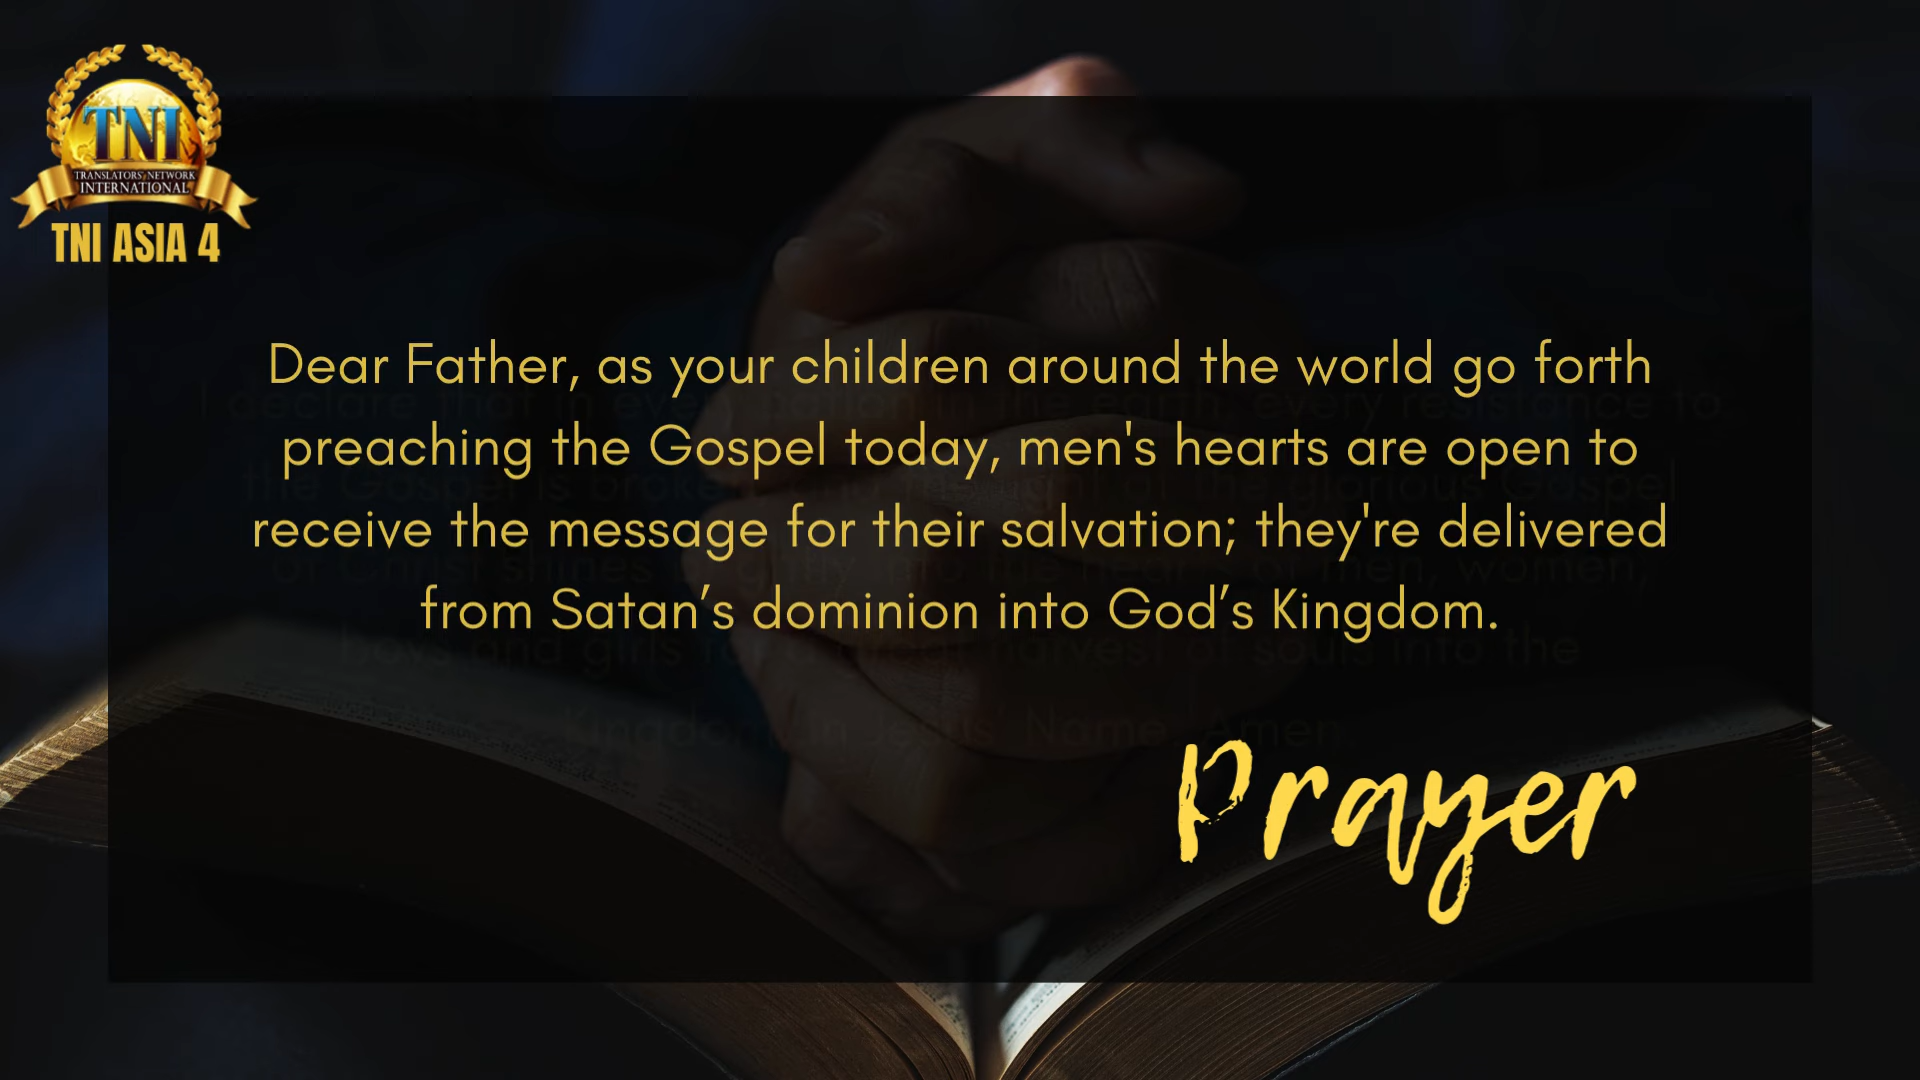 TNI
TRANSLATORS' NETWORK
INTERNATIONAL
TNI ASIA 4
Dear Father, as your children around the world go forth
preaching the Gospel today, men's hearts are open to
receive the message for their salvation; they're delivered
from Satan’s dominion into God’s Kingdom.
Prayer